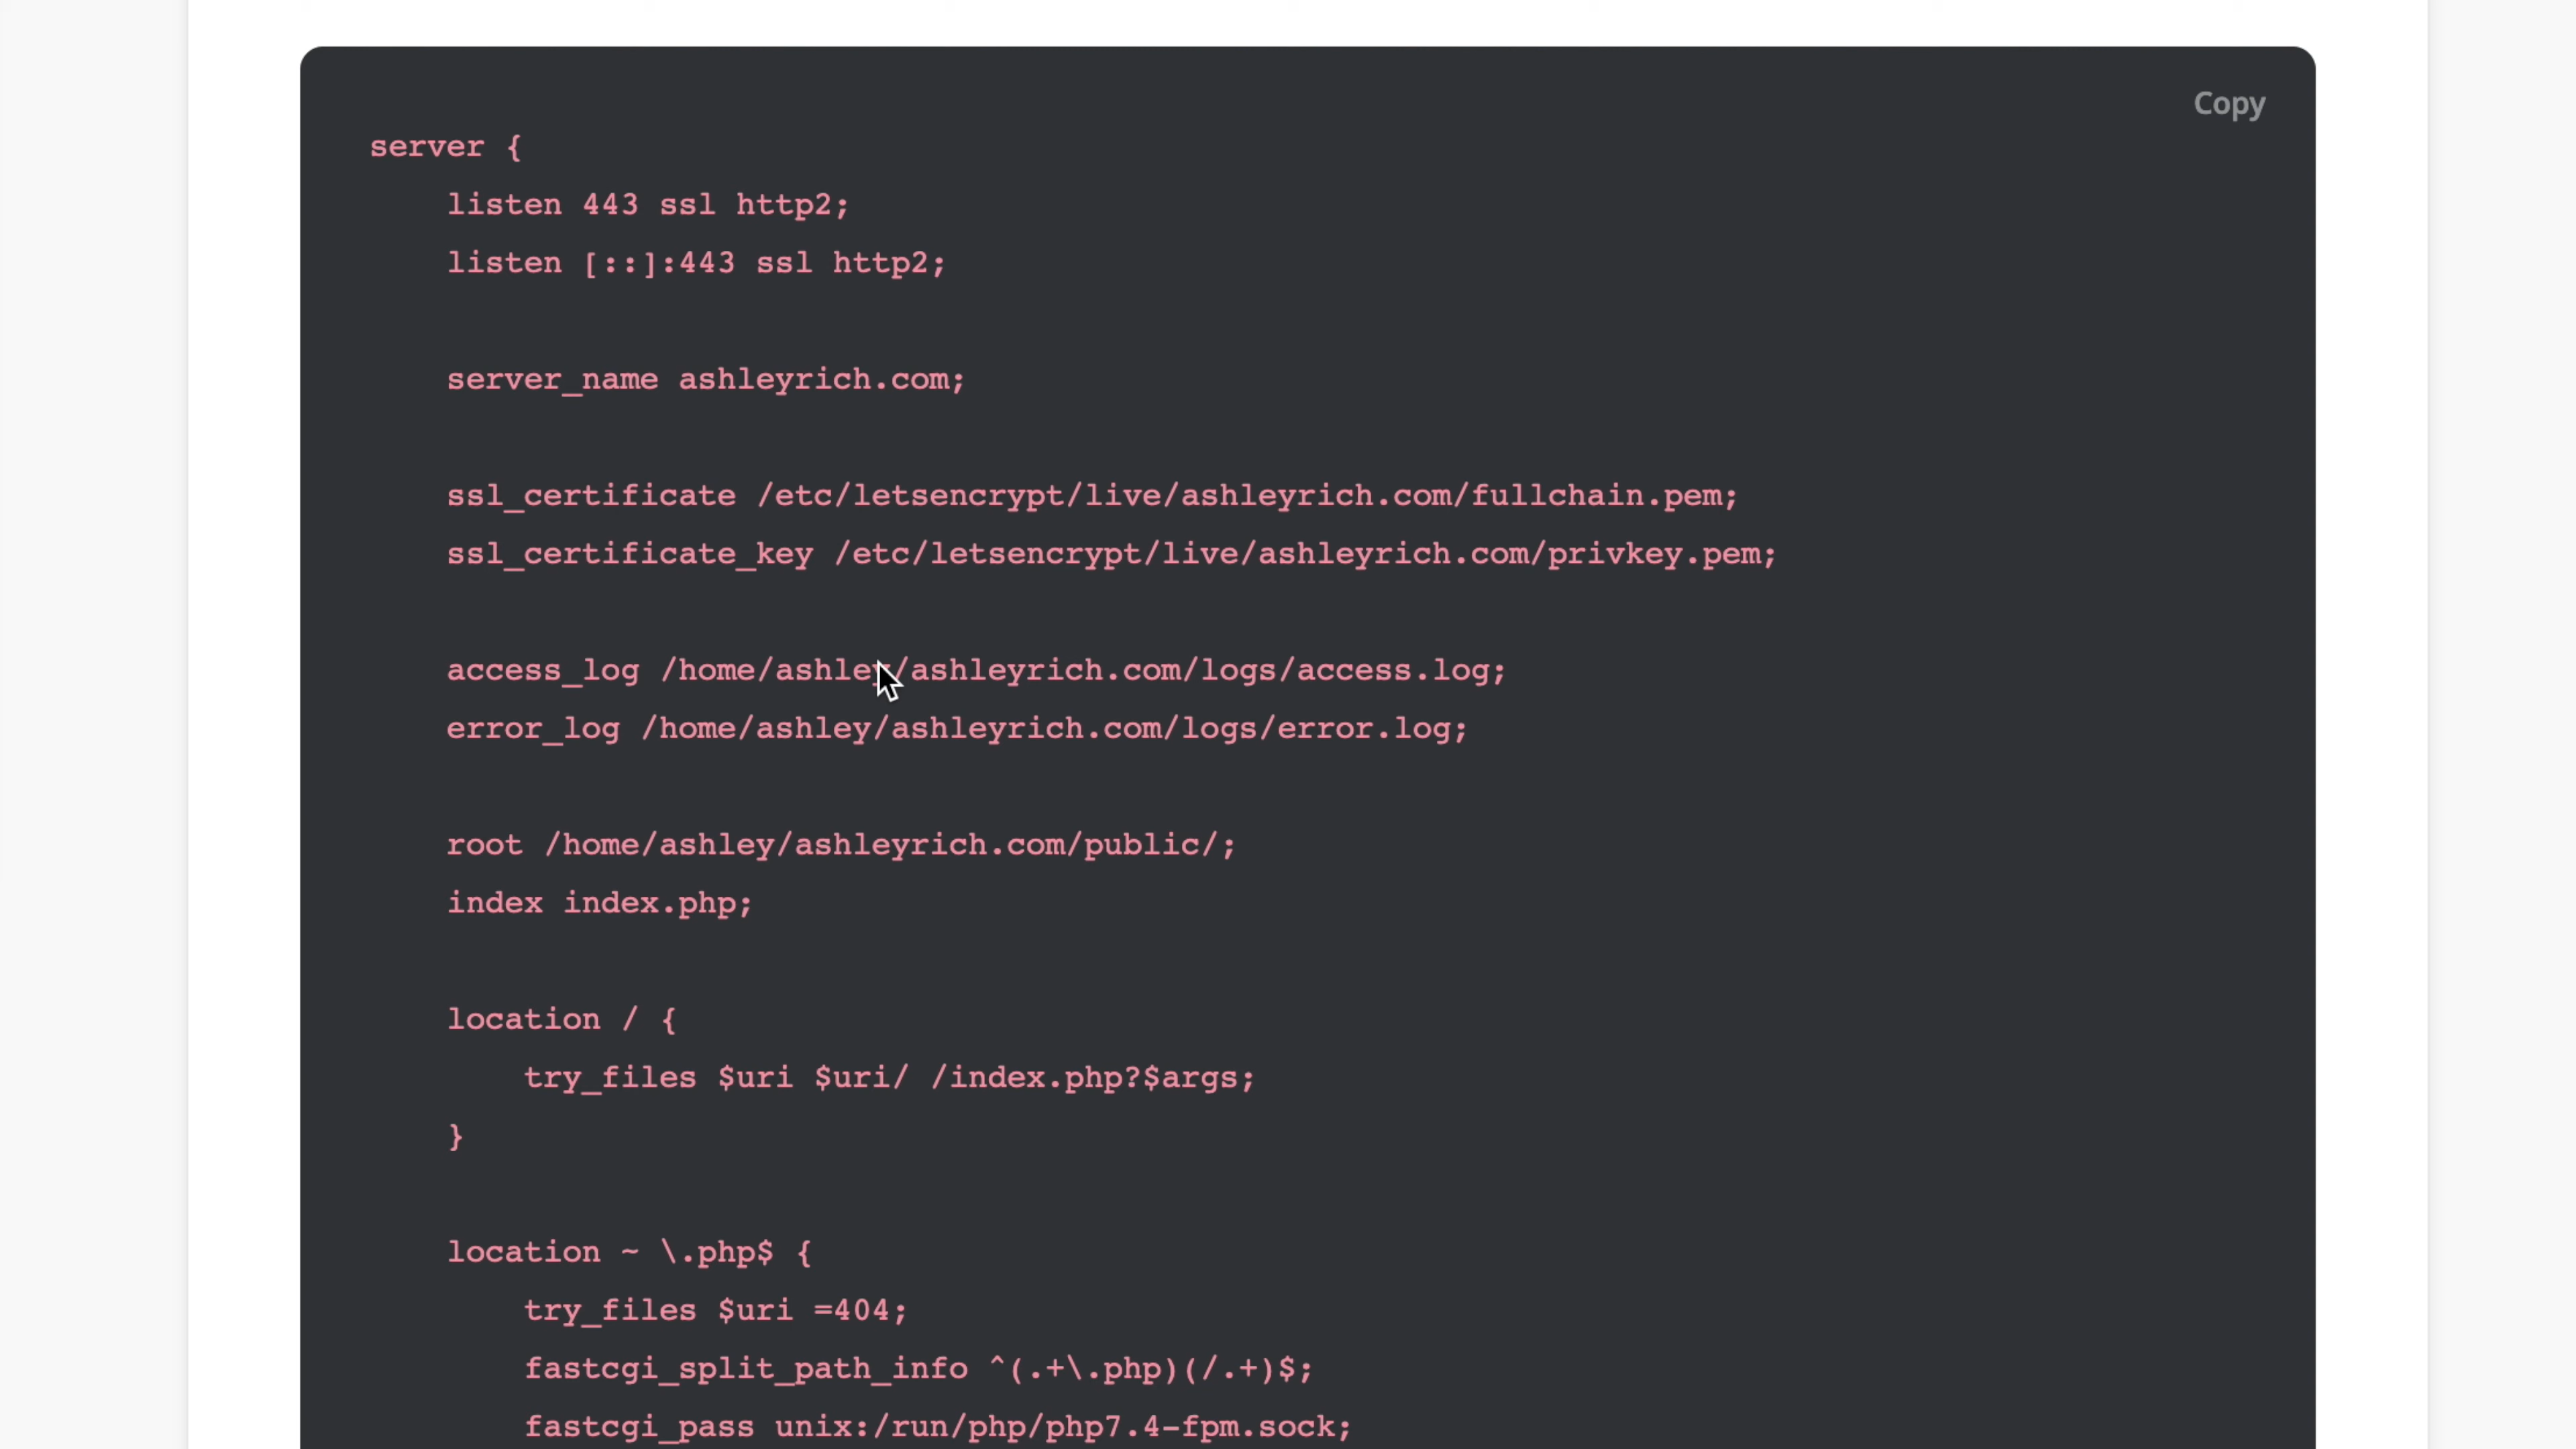 Copy
server {
listen 443 ssl http2;
listen [::]:443 ssl http2;
server_name ashleyrich.com;
ssl_certificate /etc/letsencrypt/live/ashleyrich.com/fullchain.pem;
ssl_certificate_key /etc/letsencrypt/live/ashleyrich.com/privkey.pem;
access_log /home/ashley/ashleyrich.com/logs/access.log;
error_log /home/ashley/ashleyrich.com/logs/error.log;
root /home/ashley/ashleyrich.com/public/;
index index.php;
location / {
try_files $uri $uri/ /index.php?$args;
}
location ~ \.php$ {
try_files $uri =404;
fastcgi_split_path_info ^(.+\.php)(/.+)$;
fastcgi_pass unix:/run/php/php7.4-fpm.sock;